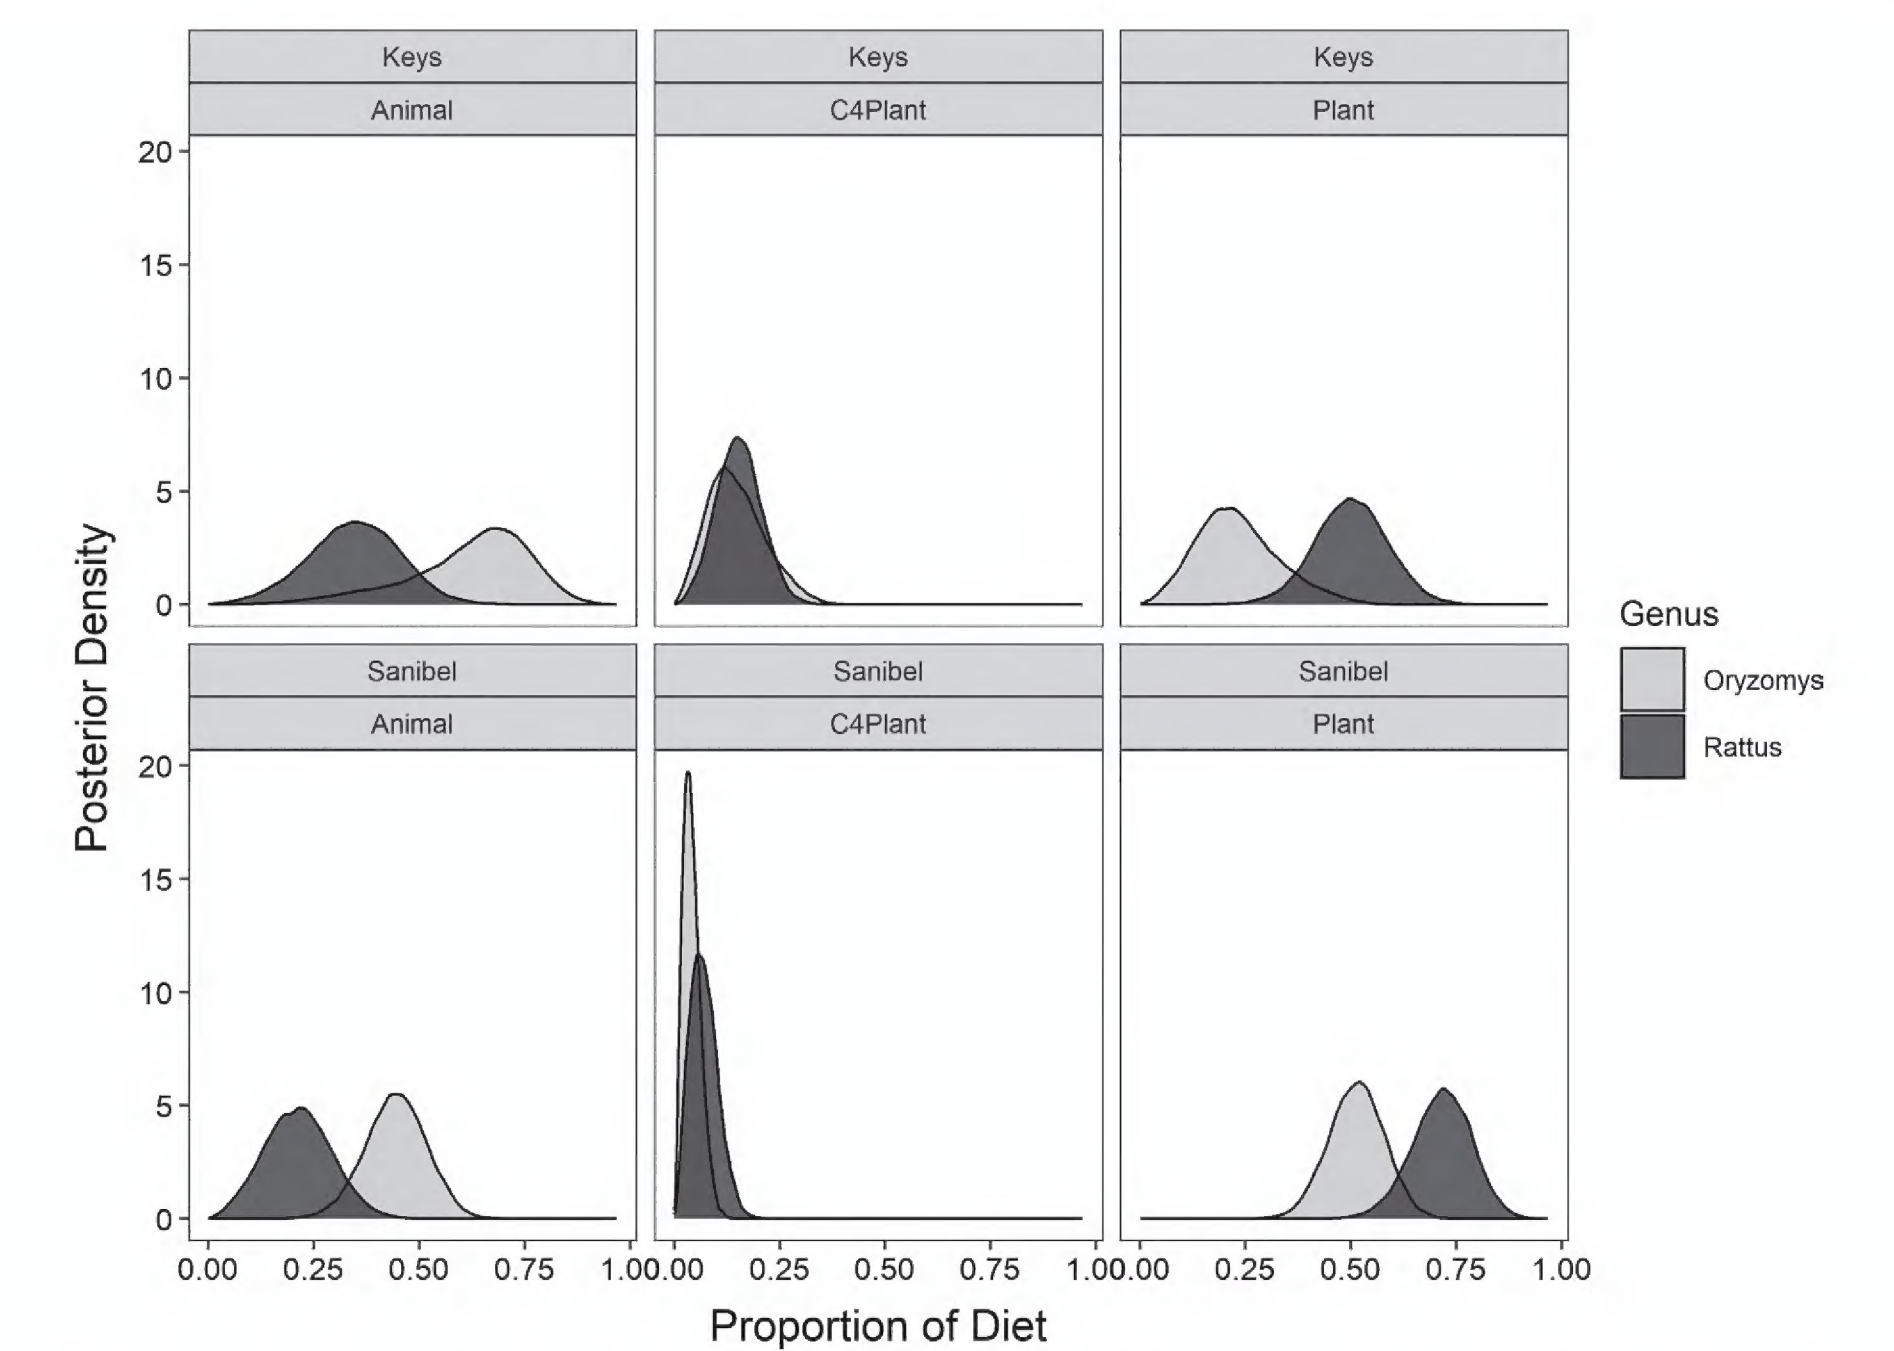 Keys
Keys
Keys
Animal
C4Plant
Plant
20
15
10
5
0
Posterior Density
Genus
Oryzomys
Rattus
Sanibel
Sanibel
Sanibel
Animal
C4Plant
Plant
20
15
10
5
0
0.00 0.25 0.50 0.75 1.00 0.00 0.25 0.50 0.75 1.00 0.00 0.25 0.50 0.75 1.00
Proportion of Diet